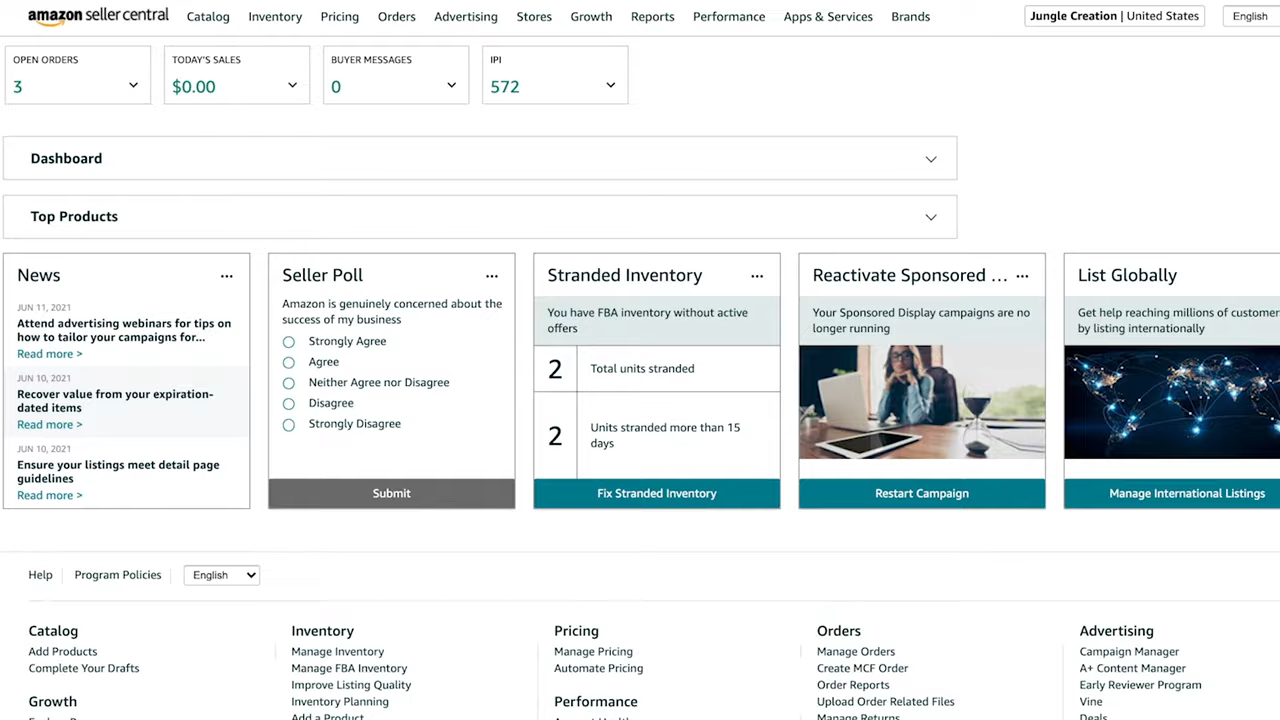 amazon seller central
Catalog Inventory Pricing Orders Advertising Stores Growth Reports Performance Apps & Services Brands
Jungle Creation | United States
English
OPEN ORDERS
3
TODAY'S SALES
$0.00
BUYER MESSAGES
0
IPI
572
Dashboard
Top Products
News
JUN 11, 2021
Attend advertising webinars for tips on
how to tailor your campaigns for...
Read more >
JUN 10, 2021
Recover value from your expiration-
dated items
Read more >
JUN 10, 2021
Ensure your listings meet detail page
guidelines
Read more >
Seller Poll
Amazon is genuinely concerned about the
success of my business
Strongly Agree
Agree
Neither Agree nor Disagree
Disagree
Strongly Disagree
Submit
Stranded Inventory
You have FBA inventory without active
offers
2 Total units stranded
2 Units stranded more than 15
days
Fix Stranded Inventory
Reactivate Sponsored ...
Your Sponsored Display campaigns are no
longer running
Restart Campaign
List Globally
Get help reaching millions of customer
by listing internationally
Manage International Listings
Help Program Policies English
Catalog
Add Products
Complete Your Drafts
Growth
Inventory
Manage Inventory
Manage FBA Inventory
Improve Listing Quality
Inventory Planning
Add a Product
Pricing
Manage Pricing
Automate Pricing
Performance
Orders
Manage Orders
Create MCF Order
Order Reports
Upload Order Related Files
Manage Returns
Advertising
Campaign Manager
A+ Content Manager
Early Reviewer Program
Vine
Deals